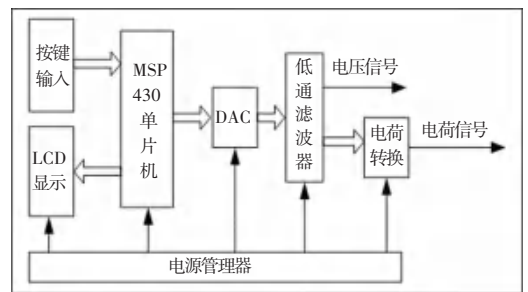 按键
输入
MSP
430
单
片
机
LCD
显示
DAC
低
通
滤
波
器
电压信号
电荷
转换
电荷信号
电源管理器